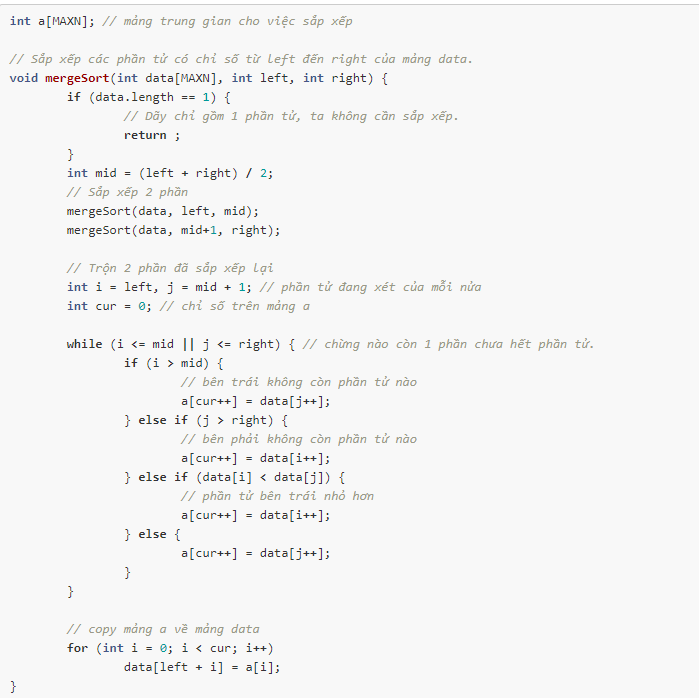 int a[MAXN]; // mảng trung gian cho việc sắp xếp
// Sắp xếp các phần tử có chỉ số từ left đến right của mảng data.
void mergeSort(int data[MAXN], int left, int right) {
if (data.length == 1) {
// Dãy chỉ gồm 1 phần tử, ta không cần sắp xếp.
return ;
}
int mid = (left + right) / 2;
// Sắp xếp 2 phần
mergeSort(data, left, mid);
mergeSort(data, mid+1, right);
// Trộn 2 phần đã sắp xếp lại
int i = left, j = mid + 1; // phần tử đang xét của mỗi nửa
int cur = 0; // chỉ số trên mảng a
while (i <= mid || j <= right) { // chừng nào còn 1 phần chưa hết phần tử.
if (i > mid) {
// bên trái không còn phần tử nào
a[cur++] = data[j++];
} else if (j > right) {
// bên phải không còn phần tử nào
a[cur++] = data[i++];
} else if (data[i] < data[j]) {
// phần tử bên trái nhỏ hơn
a[cur++] = data[i++];
} else {
a[cur++] = data[j++];
}
}
// copy mảng a về mảng data
for (int i = 0; i < cur; i++)
data[left + i] = a[i];
}